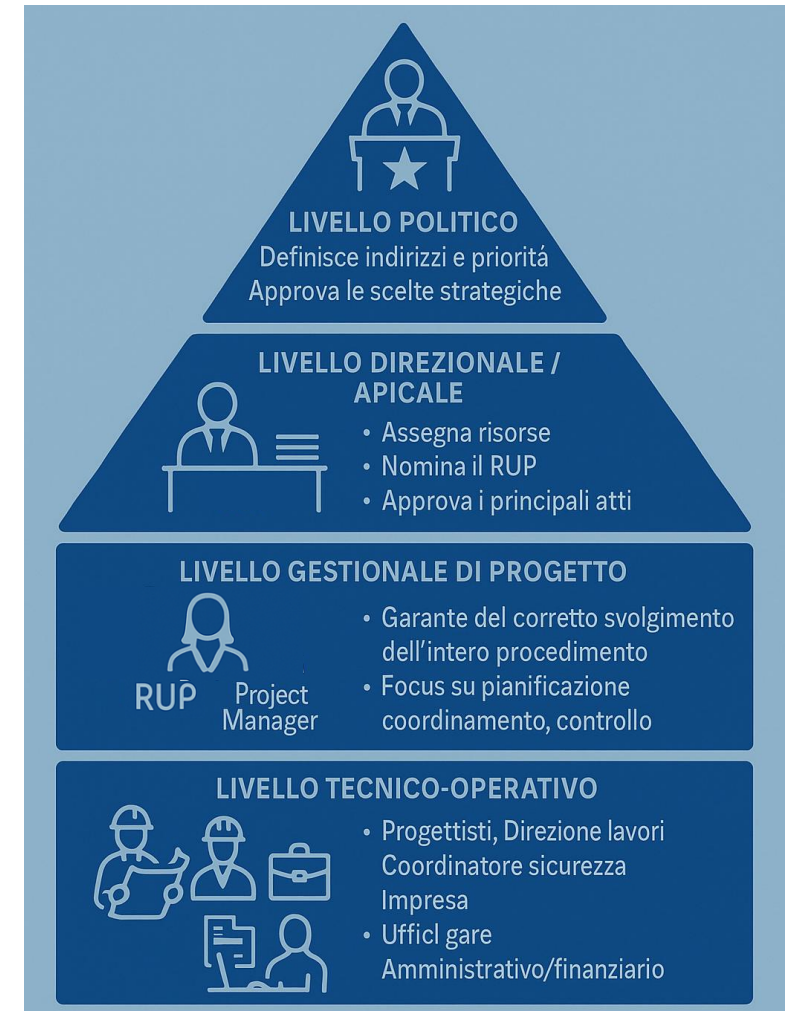 LIVELLO POLITICO
Definisce indirizzi e prioritá
Approva le scelte strategiche
LIVELLO DIREZIONALE /
APICALE
• Assegna risorse
• Nomina il RUP
• Approva i principali atti
LIVELLO GESTIONALE DI PROGETTO
RUP
Project
Manager
• Garante del corretto svolgimento
dell'intero procedimento
• Focus su pianificazione
coordinamento, controllo
LIVELLO TECNICO-OPERATIVO
• Progettisti, Direzione lavori
Coordinatore sicurezza
Impresa
• Ufficl gare
Amministrativo/finanziario